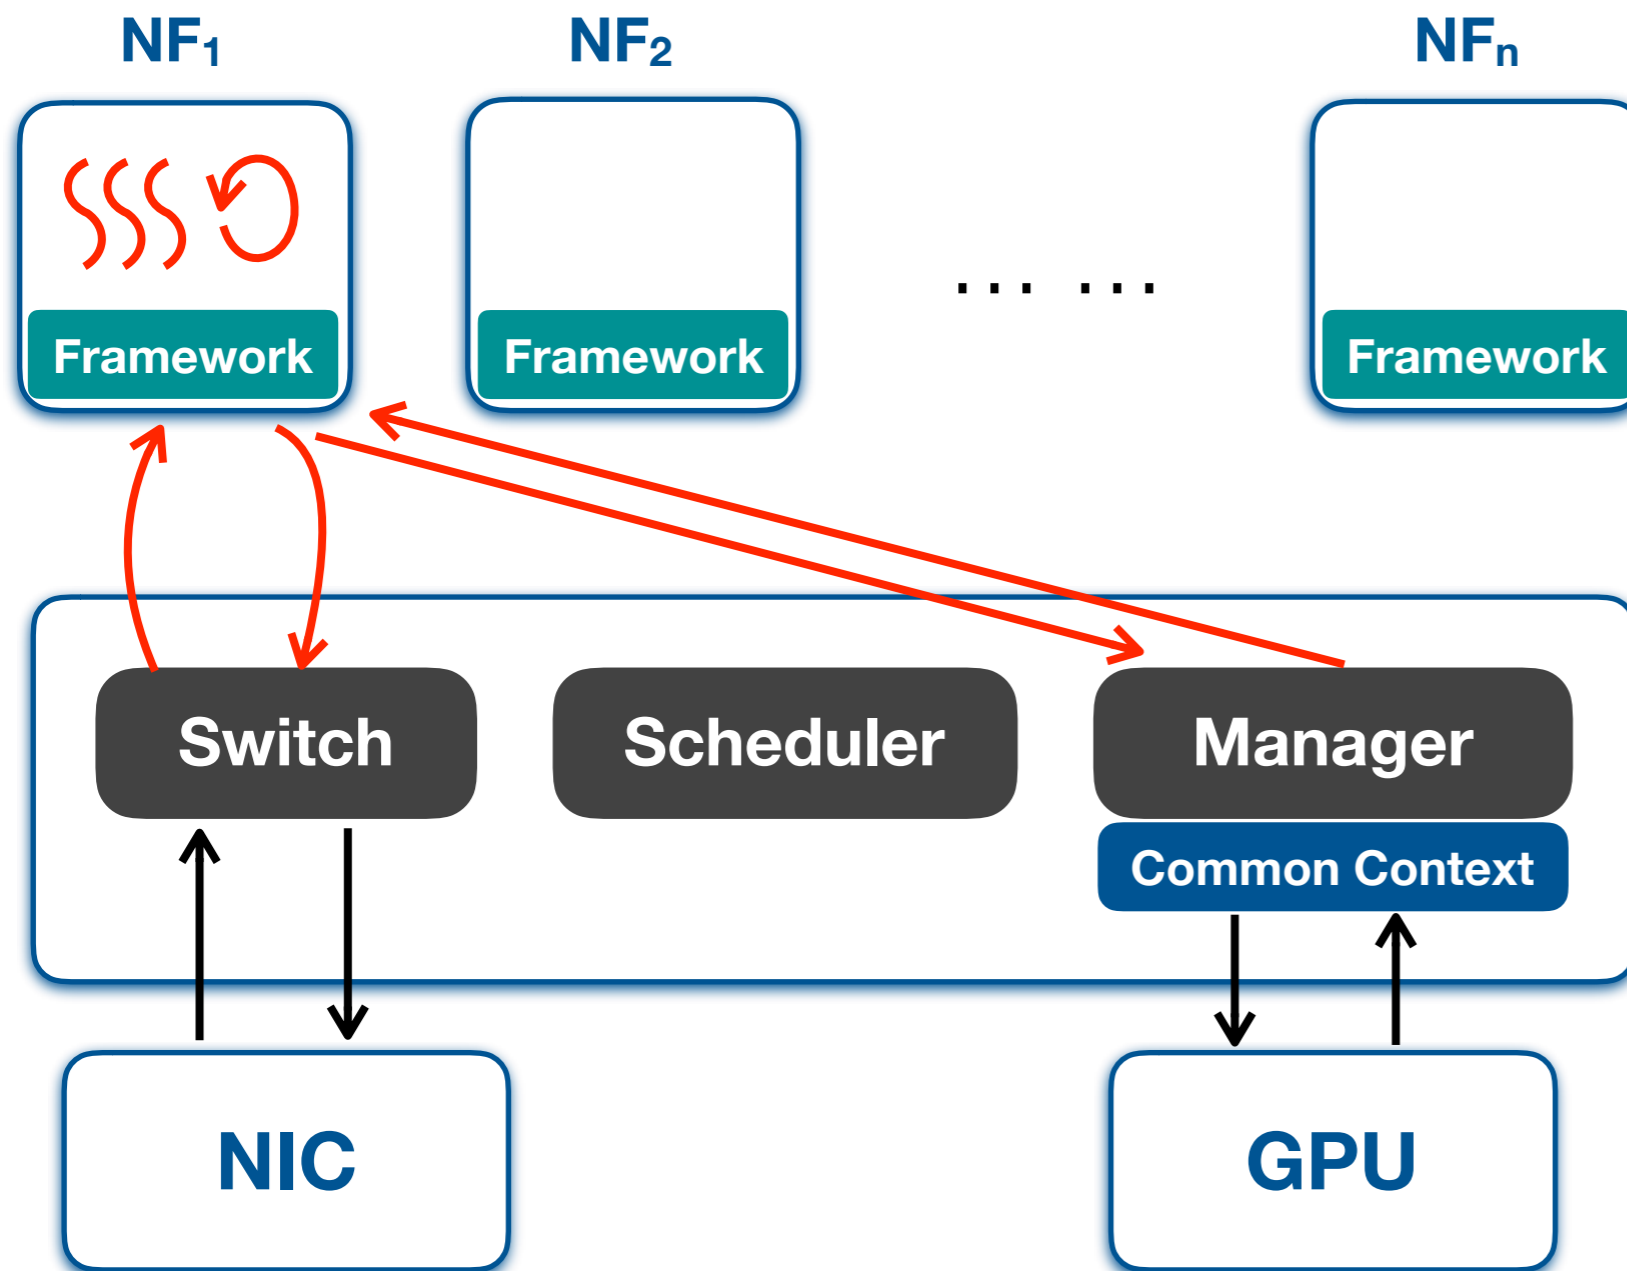 NF₁ NF₂ NFₙ
... ...
Framework Framework Framework
Switch Scheduler Manager
Common Context
NIC GPU